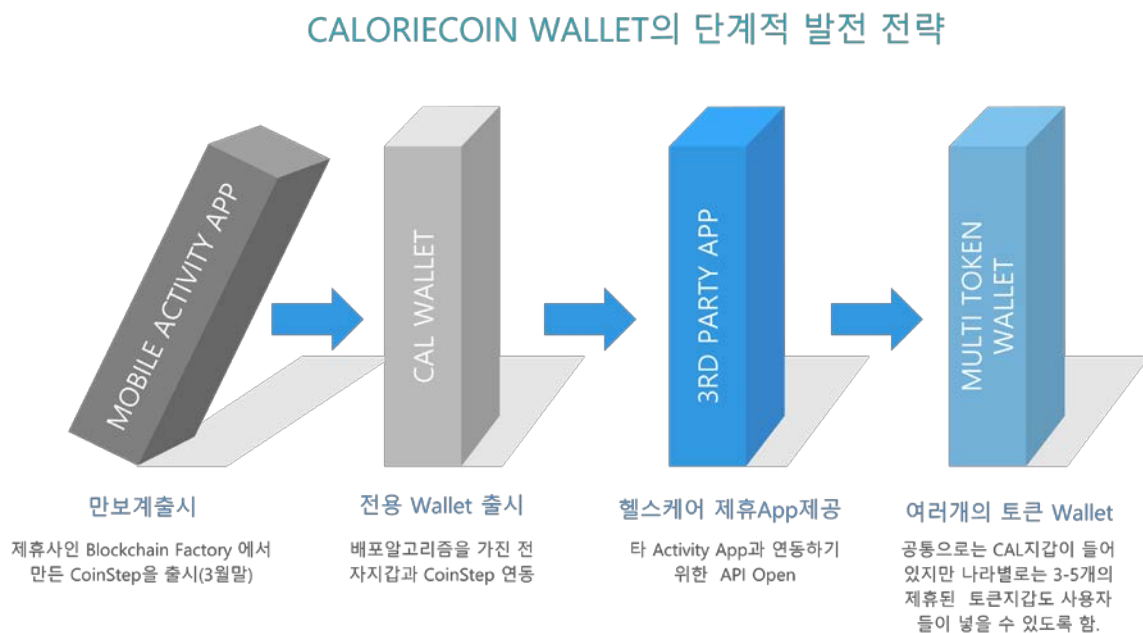 CALORIECOIN WALLET의 단계적 발전 전략
MOBILE ACTIVITY APP
CAL WALLET
3RD PARTY APP
MULTI TOKEN
WALLET
만보계출시
제휴사인 Blockchain Factory 에서
만든 CoinStep을 출시(3월말)
전용 Wallet 출시
배포알고리즘을 가진 전
자지갑과 CoinStep 연동
헬스케어 제휴App제공
타 Activity App과 연동하기
위한 API Open
여러개의 토큰 Wallet
공통으로는 CAL지갑이 들어
있지만 나라별로는 3-5개의
제휴된 토큰지갑도 사용자
들이 넣을 수 있도록 함.